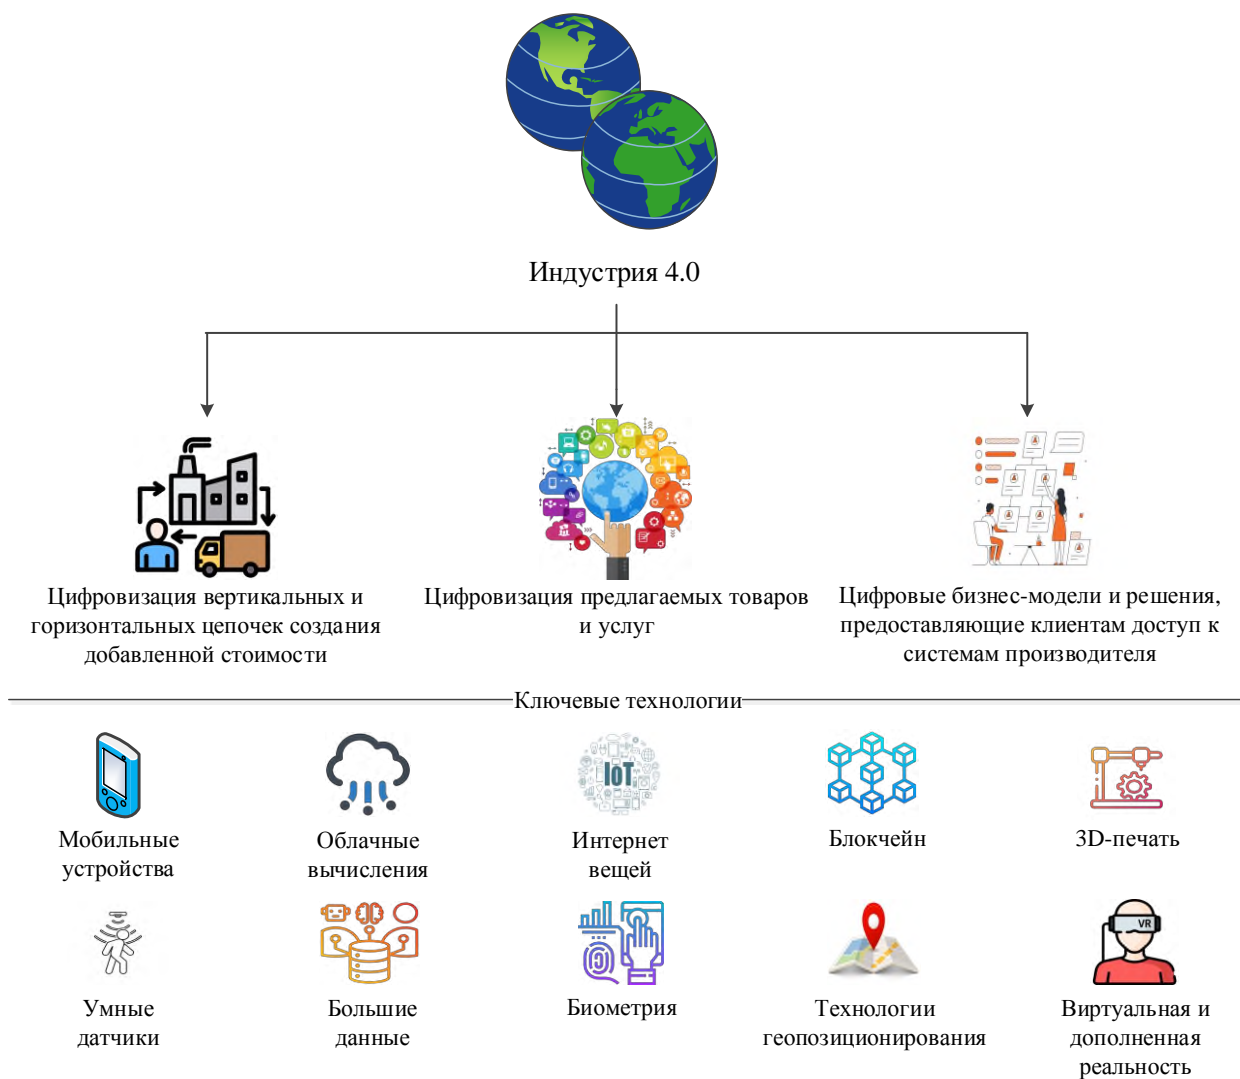 Индустрия 4.0
Цифровизация вертикальных и
горизонтальных цепочек создания
добавленной стоимости
Цифровизация предлагаемых товаров
и услуг
Цифровые бизнес-модели и решения,
предоставляющие клиентам доступ к
системам производителя
Ключевые технологии
IoT
Мобильные
устройства
Облачные
вычисления
Интернет
вещей
Блокчейн
3D-печать
VR
Умные
датчики
Большие
данные
Биометрия
Технологии
геопозиционирования
Виртуальная и
дополненная
реальность